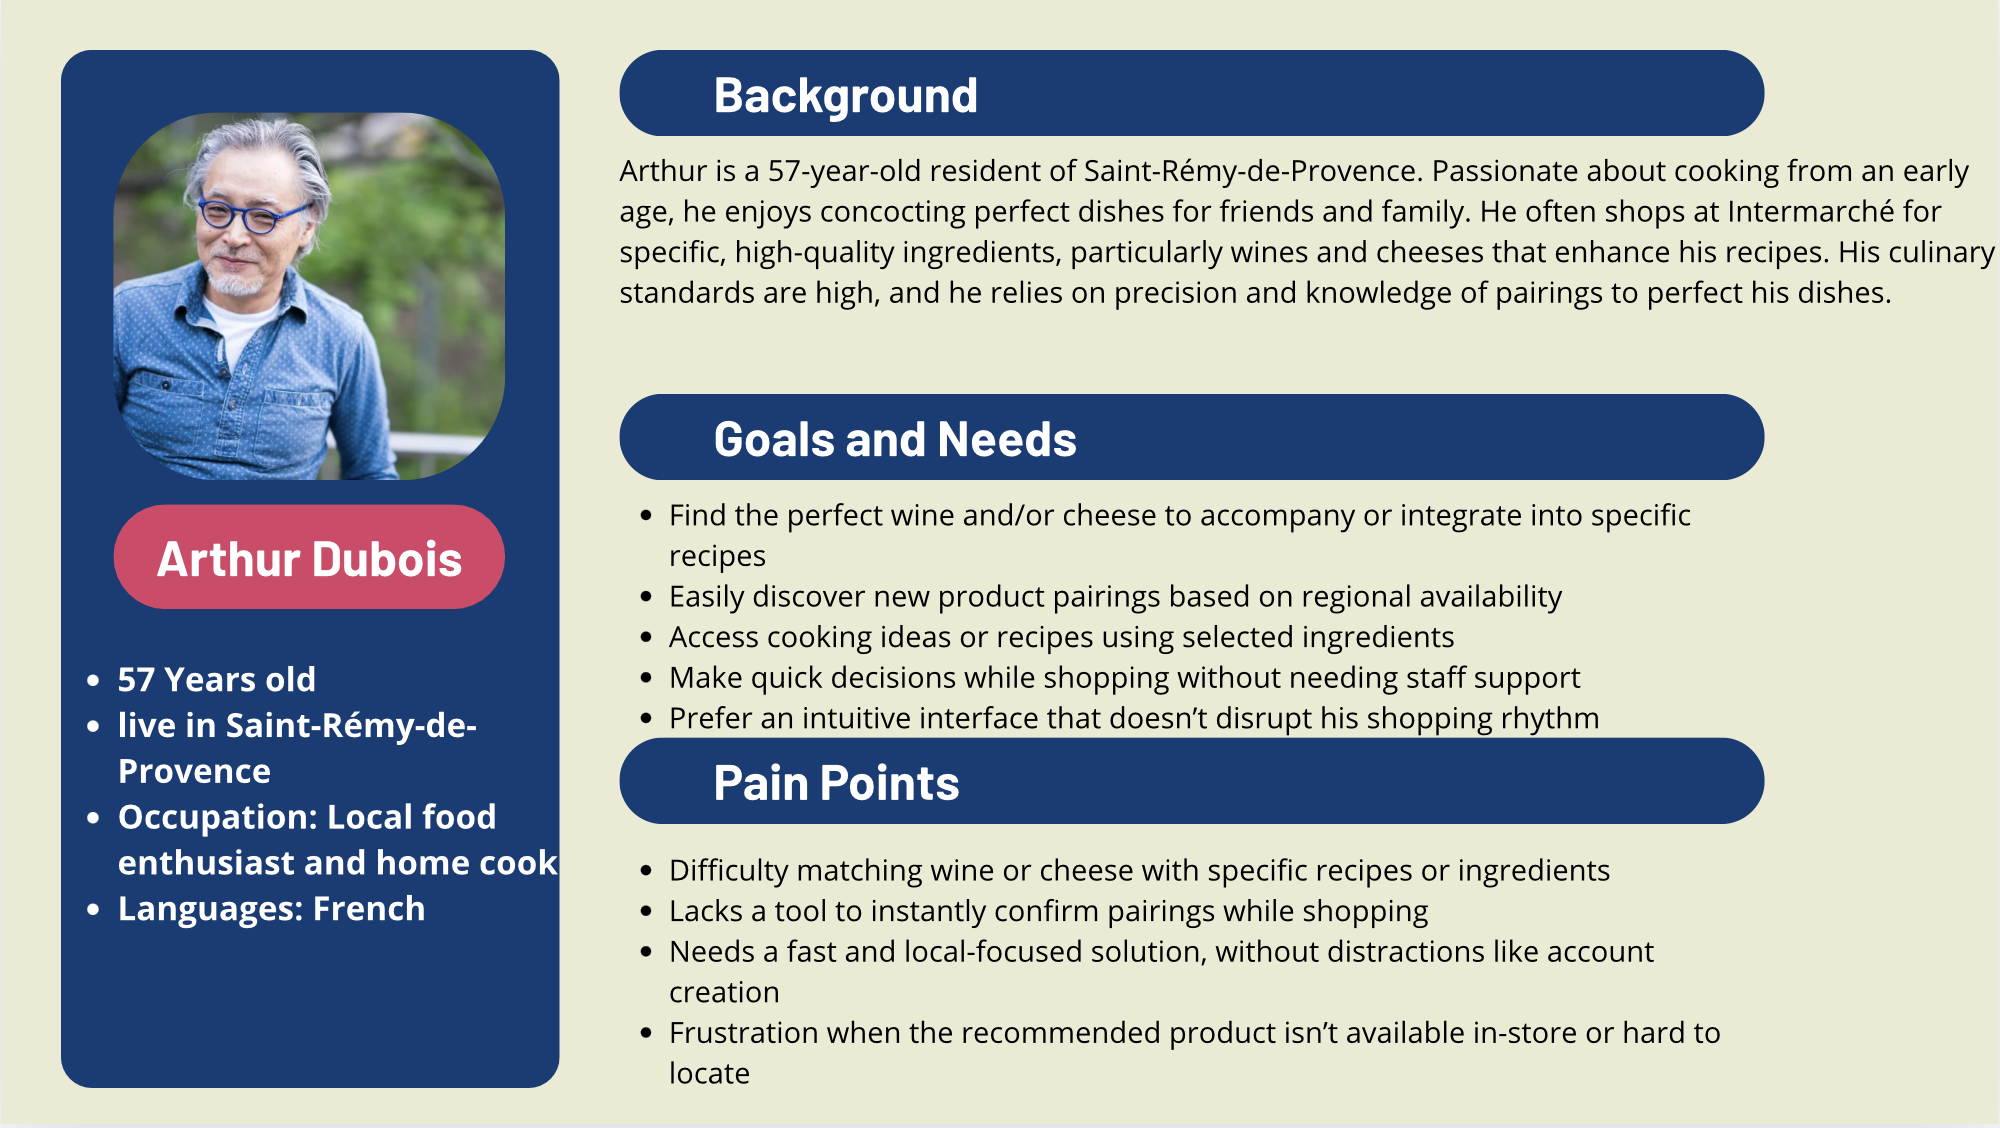 Arthur Dubois
• 57 Years old
• live in Saint-Rémy-de-
Provence
• Occupation: Local food
enthusiast and home cook
• Languages: French
Background
Arthur is a 57-year-old resident of Saint-Rémy-de-Provence. Passionate about cooking from an early
age, he enjoys concocting perfect dishes for friends and family. He often shops at Intermarché for
specific, high-quality ingredients, particularly wines and cheeses that enhance his recipes. His culinary
standards are high, and he relies on precision and knowledge of pairings to perfect his dishes.
Goals and Needs
• Find the perfect wine and/or cheese to accompany or integrate into specific
recipes
• Easily discover new product pairings based on regional availability
• Access cooking ideas or recipes using selected ingredients
• Make quick decisions while shopping without needing staff support
• Prefer an intuitive interface that doesn’t disrupt his shopping rhythm
Pain Points
• Difficulty matching wine or cheese with specific recipes or ingredients
• Lacks a tool to instantly confirm pairings while shopping
• Needs a fast and local-focused solution, without distractions like account
creation
• Frustration when the recommended product isn’t available in-store or hard to
locate